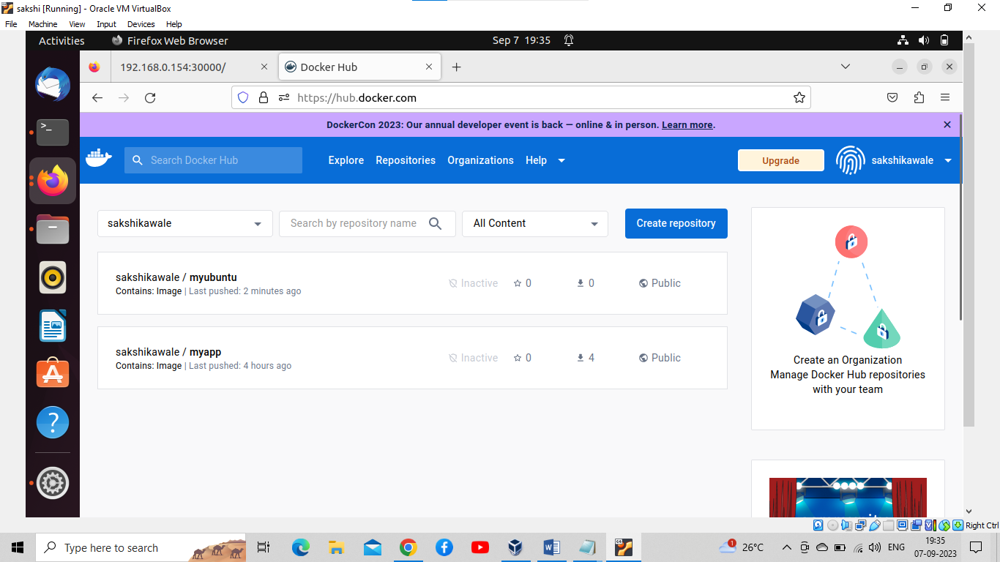 sakshi [Running] - Oracle VM VirtualBox
File Machine View Input Devices Help
Activities Firefox Web Browser Sep 7 19:35
192.168.0.154:30000/ Docker Hub
https://hub.docker.com
DockerCon 2023: Our annual developer event is back — online & in person. Learn more.
Search Docker Hub Explore Repositories Organizations Help Upgrade sakshikawale
sakshikawale Search by repository name All Content Create repository
sakshikawale / myubuntu
Contains: Image | Last pushed: 2 minutes ago
Inactive 0 0 Public
sakshikawale / myapp
Contains: Image | Last pushed: 4 hours ago
Inactive 0 4 Public
Create an Organization
Manage Docker Hub repositories
with your team
Right Ctrl
Type here to search
1 26°C ENG 19:35
07-09-2023